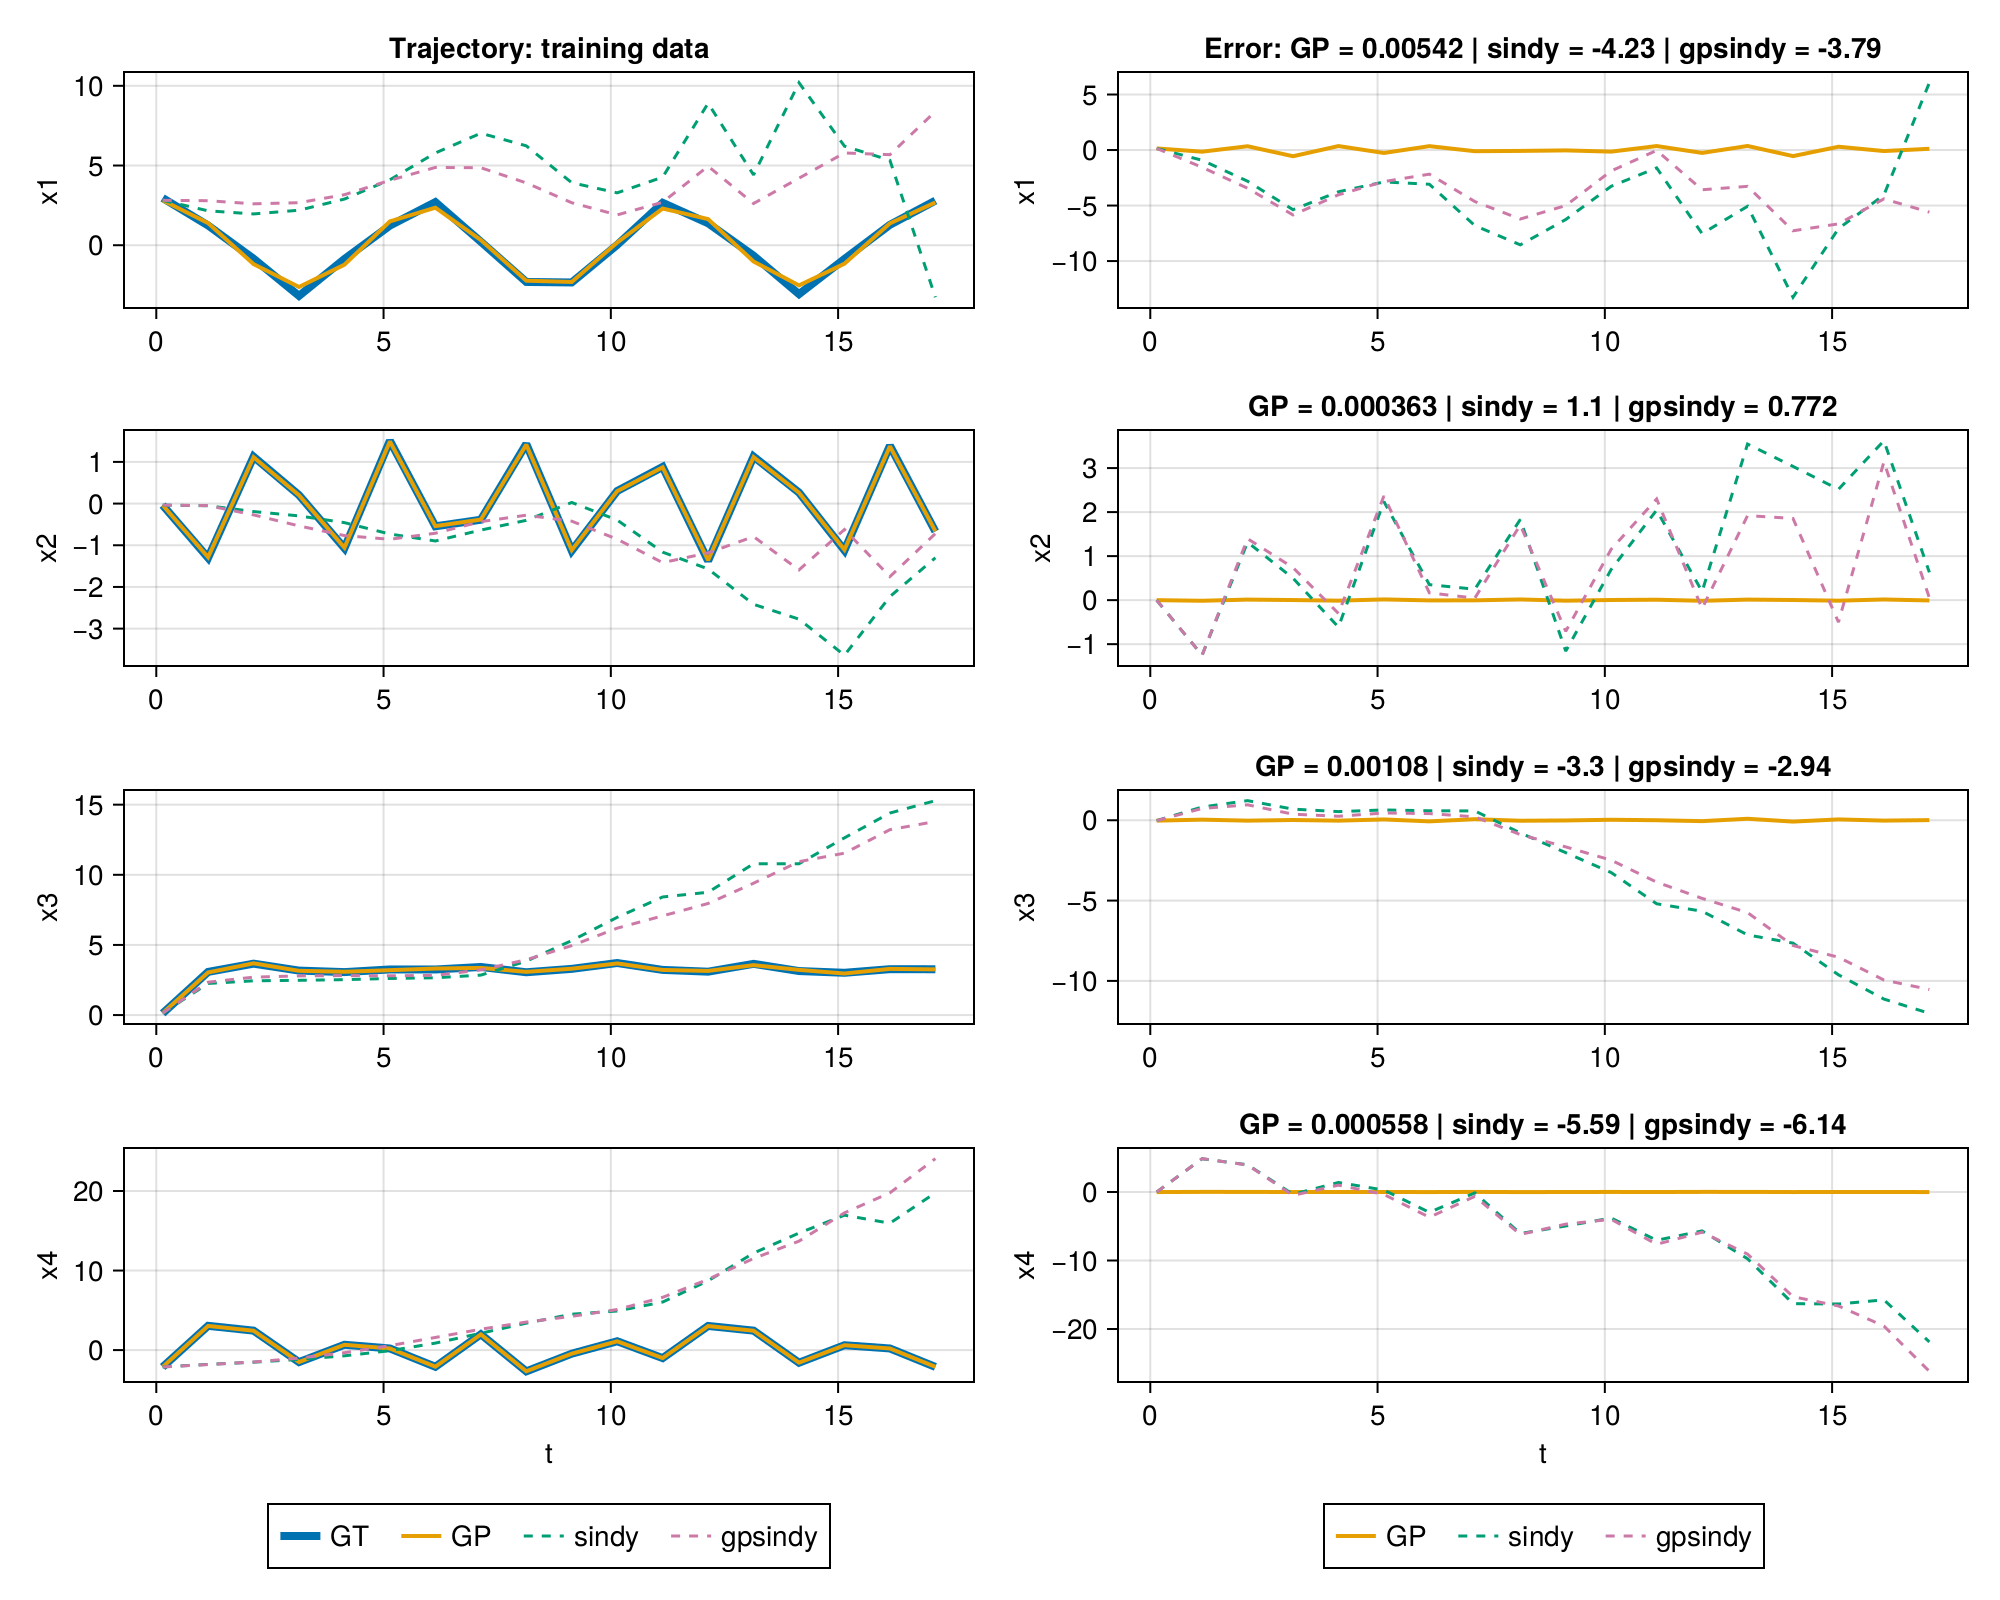 Trajectory: training data
Error: GP = 0.00542 | sindy = -4.23 | gpsindy = -3.79
10
5
0
x1
0 5 10 15
5
0
−5
−10
x1
0 5 10 15
GP = 0.000363 | sindy = 1.1 | gpsindy = 0.772
1
0
−1
−2
−3
x2
0 5 10 15
3
2
1
0
−1
x2
0 5 10 15
GP = 0.00108 | sindy = -3.3 | gpsindy = -2.94
15
10
5
0
x3
0 5 10 15
0
−5
−10
x3
0 5 10 15
GP = 0.000558 | sindy = -5.59 | gpsindy = -6.14
20
10
0
x4
0 5 10 15
t
0
−10
−20
x4
0 5 10 15
t
GT GP sindy gpsindy
GP sindy gpsindy